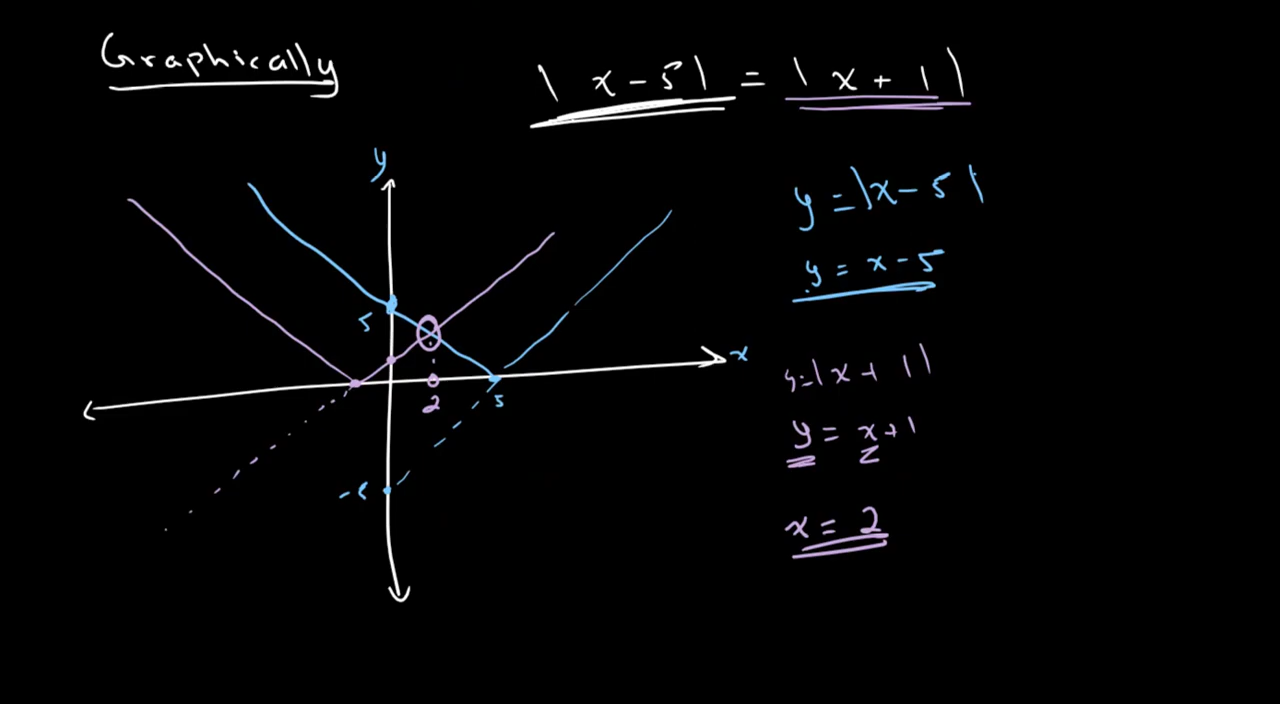 Graphically
|x-5| = |x+1|
y
y=|x-5|
y=x-5
5
x
y=|x+1|
2
5
y=x+1
-5
x=2